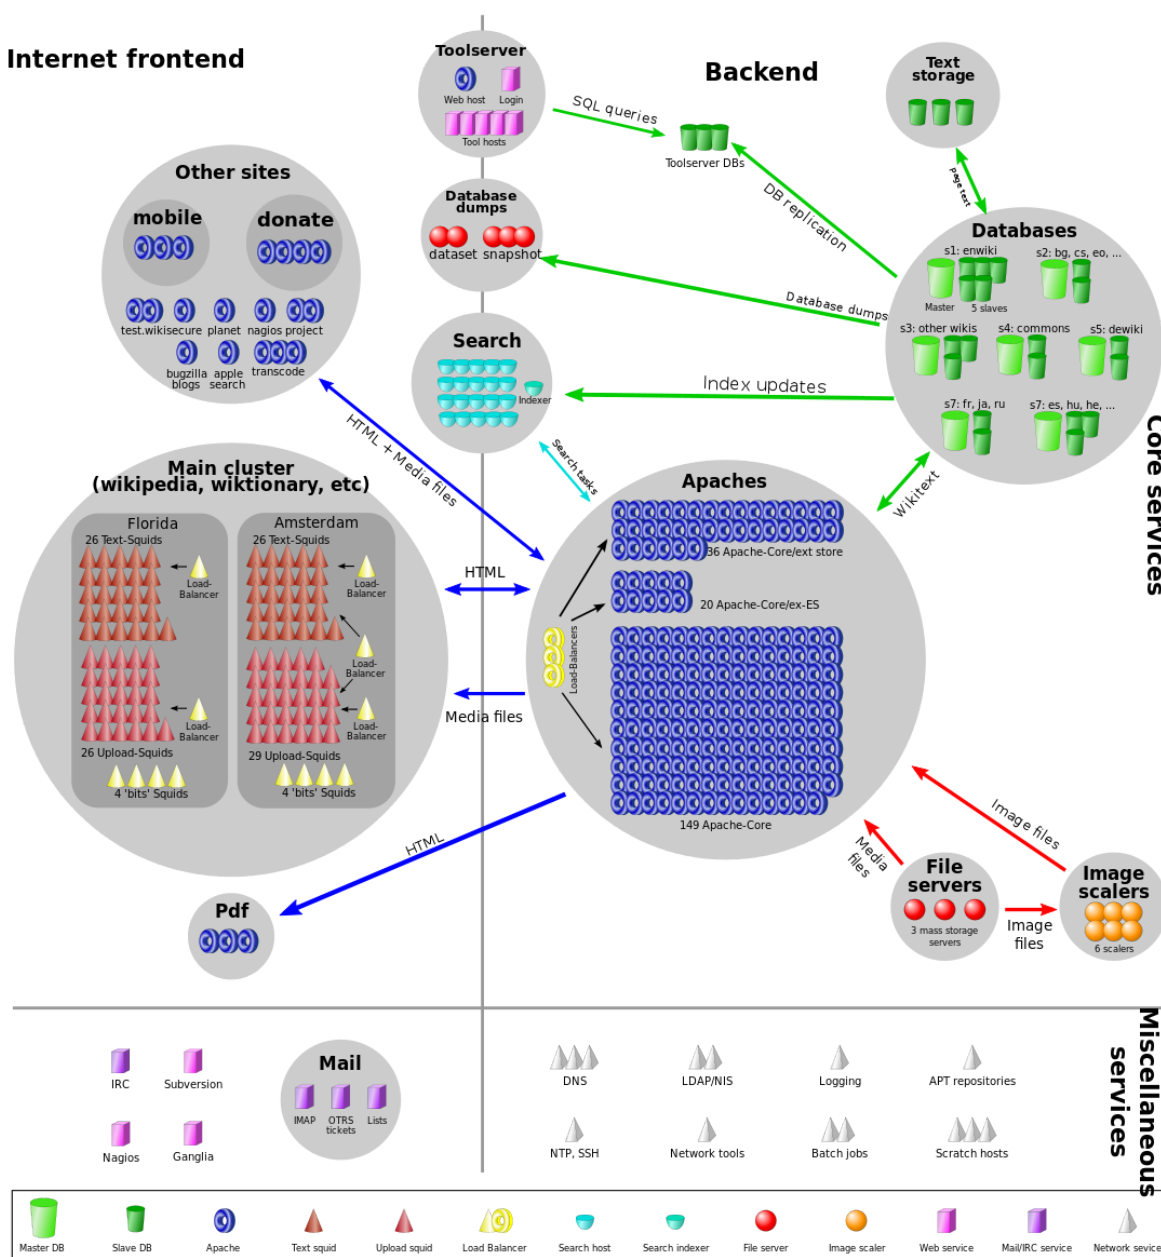 Internet frontend
Backend
Toolserver
Web host
Login
Tool hosts
SQL queries
Toolserver DBs
Text
storage
page text
DB replication
Database
dumps
dataset
snapshot
Database dumps
Other sites
mobile
donate
test.wiki
secure
planet
nagios
project
bugzilla
blogs
apple
search
transcode
Databases
s1: enwiki
Master
5 slaves
s2: bg, cs, eo, ...
s3: other wikis
s4: commons
s5: dewiki
s7: fr, ja, ru
s7: es, hu, he, ...
Search
Indexer
Index updates
Search tasks
HTML + Media files
Wikitext
Core services
Main cluster
(wikipedia, wiktionary, etc)
Florida
26 Text-Squids
Load-
Balancer
26 Upload-Squids
Load-
Balancer
4 'bits' Squids
Amsterdam
26 Text-Squids
Load-
Balancer
Load-
Balancer
Load-
Balancer
29 Upload-Squids
4 'bits' Squids
HTML
Media files
HTML
Apaches
36 Apache-Core/ext store
20 Apache-Core/ex-ES
Load-Balancers
149 Apache-Core
Image files
Media
files
File
servers
3 mass storage
servers
Image
files
Image
scalers
6 scalers
Pdf
IRC
Subversion
Nagios
Ganglia
Mail
IMAP
OTRS
tickets
Lists
DNS
LDAP/NIS
Logging
APT repositories
NTP, SSH
Network tools
Batch jobs
Scratch hosts
Miscellaneous
services
Master DB
Slave DB
Apache
Text squid
Upload squid
Load Balancer
Search host
Search indexer
File server
Image scaler
Web service
Mail/IRC service
Network sevice